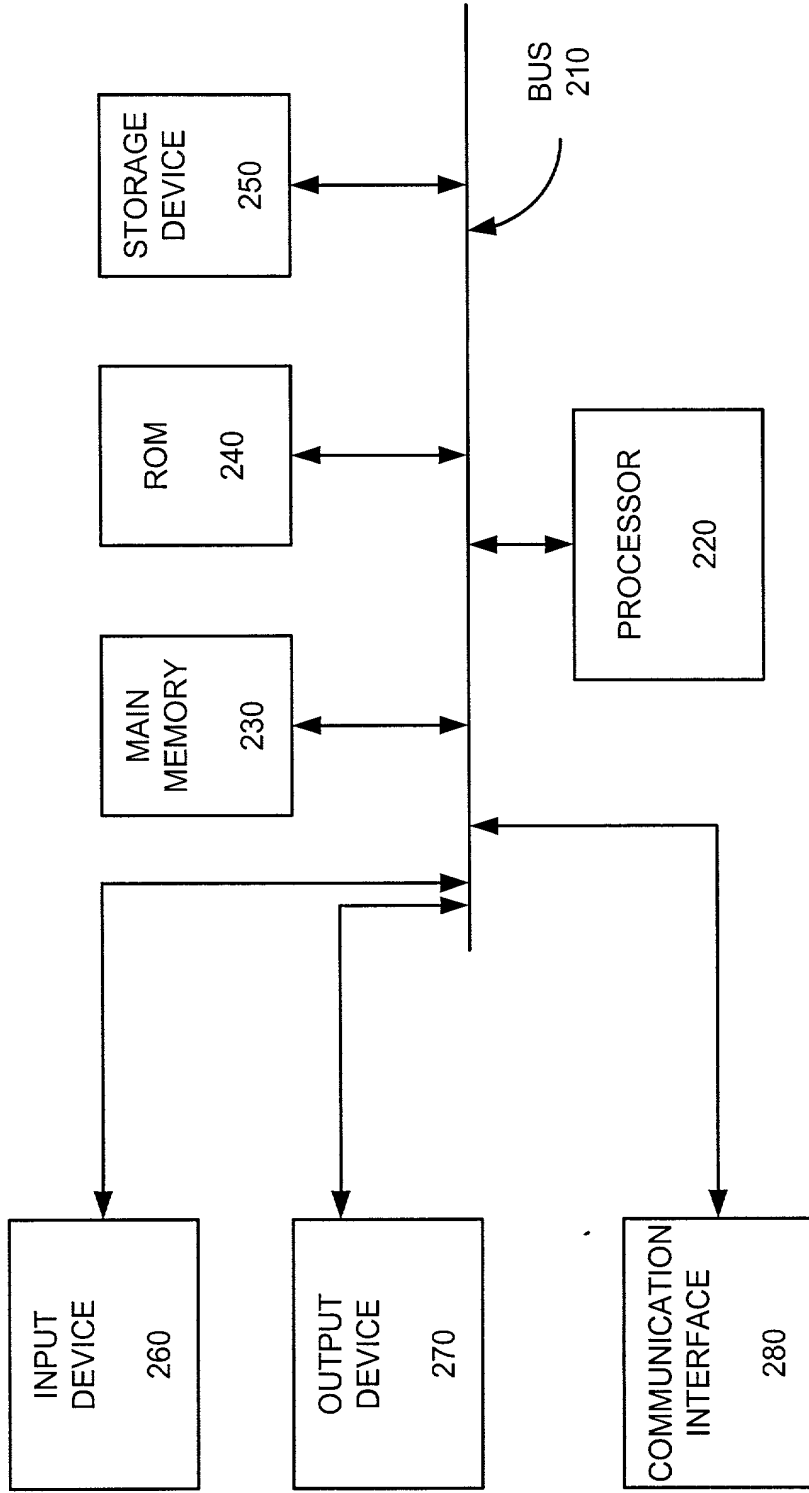 INPUT
DEVICE
260
OUTPUT
DEVICE
270
COMMUNICATION
INTERFACE
280
MAIN
MEMORY
230
ROM
240
STORAGE
DEVICE
250
PROCESSOR
220
BUS
210